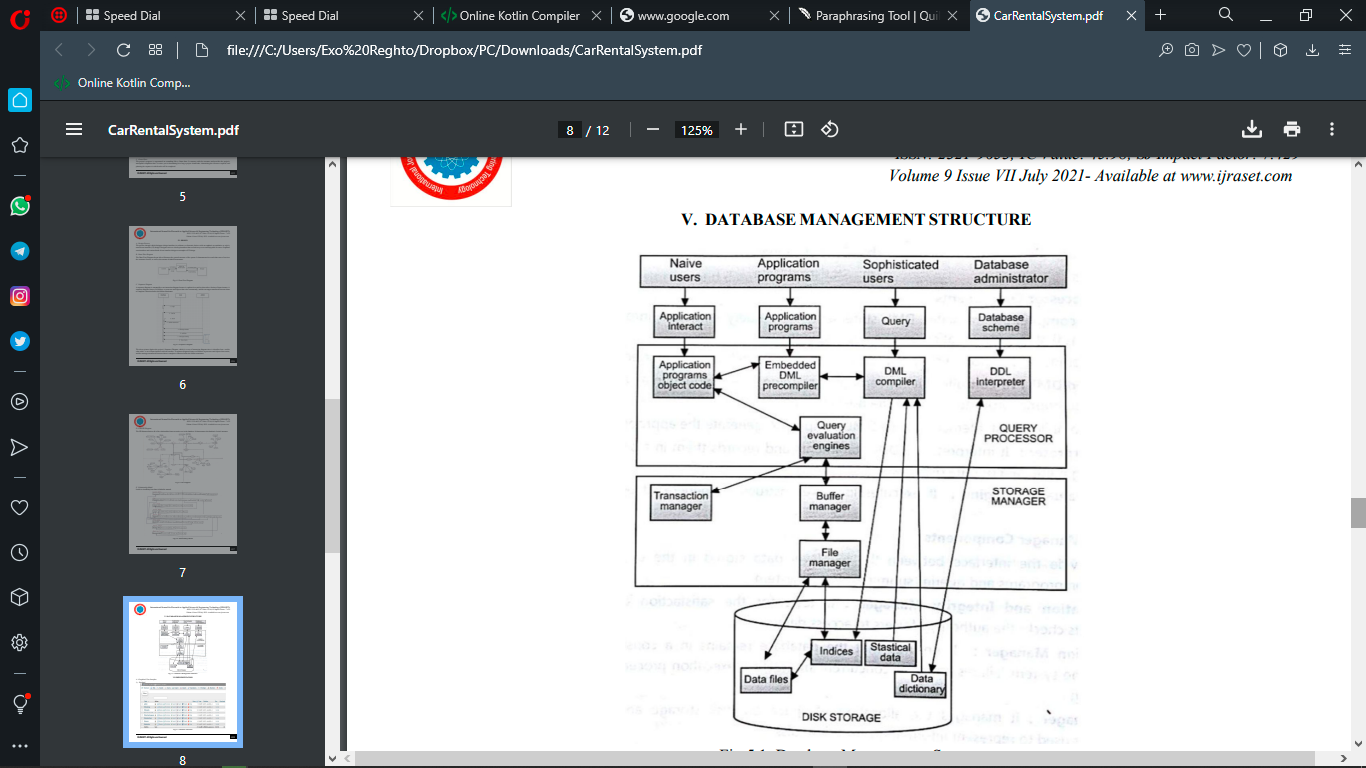 Speed Dial
Speed Dial
Online Kotlin Compiler
www.google.com
Paraphrasing Tool | Qui
CarRentalSystem.pdf
file:///C:/Users/Exo%20Reghto/Dropbox/PC/Downloads/CarRentalSystem.pdf
Online Kotlin Comp...
CarRentalSystem.pdf
8 / 12
125%
5
6
7
8
Volume 9 Issue VII July 2021- Available at www.ijraset.com
V. DATABASE MANAGEMENT STRUCTURE
Naive users
Application programs
Sophisticated users
Database administrator
Application interact
Application programs
Query
Database scheme
Application programs object code
Embedded DML precompiler
DML compiler
DDL interpreter
Query evaluation engines
QUERY PROCESSOR
Transaction manager
Buffer manager
STORAGE MANAGER
File manager
Indices
Stastical data
Data files
Data dictionary
DISK STORAGE